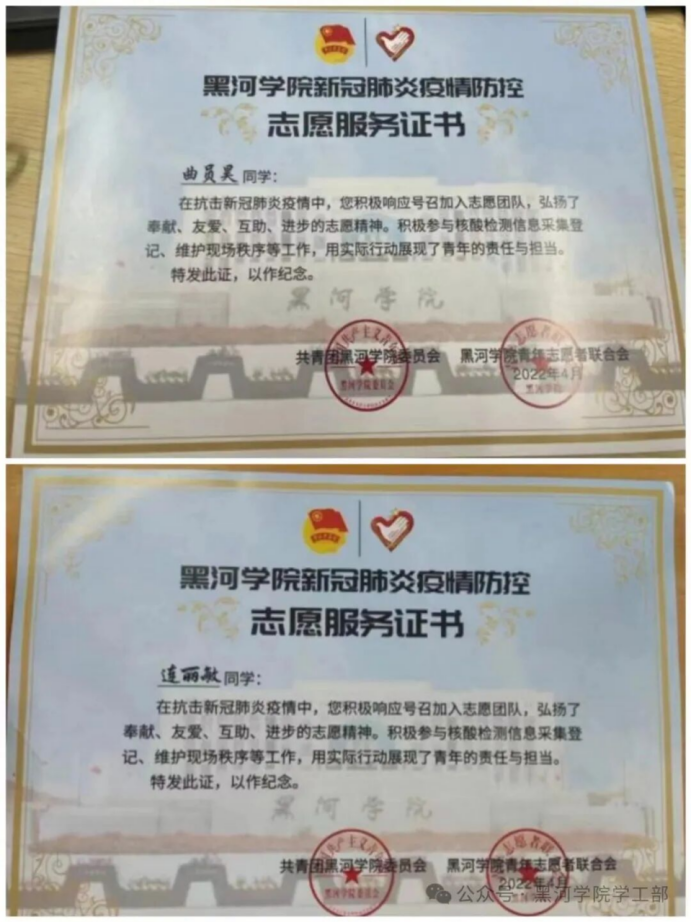 黑河学院新冠肺炎疫情防控
志愿服务证书
曲员昊同学：
在抗击新冠肺炎疫情中，您积极响应号召加入志愿团队，弘扬了
奉献、友爱、互助、进步的志愿精神。积极参与核酸检测信息采集登
记、维护现场秩序等工作，用实际行动展现了青年的责任与担当。
特发此证，以作纪念。
黑河学院
共青团黑河学院委员会 黑河学院青年志愿者联合会
2022年4月
黑河学院新冠肺炎疫情防控
志愿服务证书
连丽敏同学：
在抗击新冠肺炎疫情中，您积极响应号召加入志愿团队，弘扬了
奉献、友爱、互助、进步的志愿精神。积极参与核酸检测信息采集登
记、维护现场秩序等工作，用实际行动展现了青年的责任与担当。
特发此证，以作纪念。
黑河学院
共青团黑河学院委员会 黑河学院青年志愿者联合会
2022年4月
公众号·黑河学院学工部